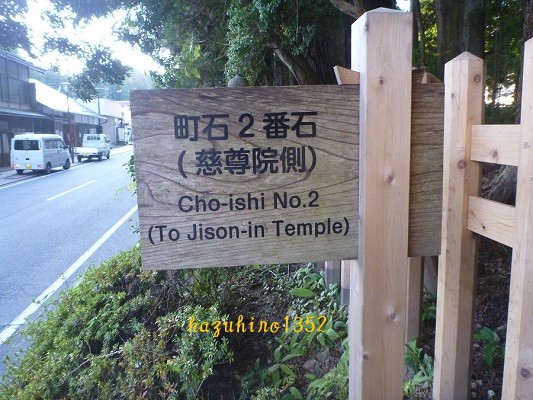 町石2番石
(慈尊院側)
Cho-ishi No.2
(To Jison-in Temple)
kazuhiro1352